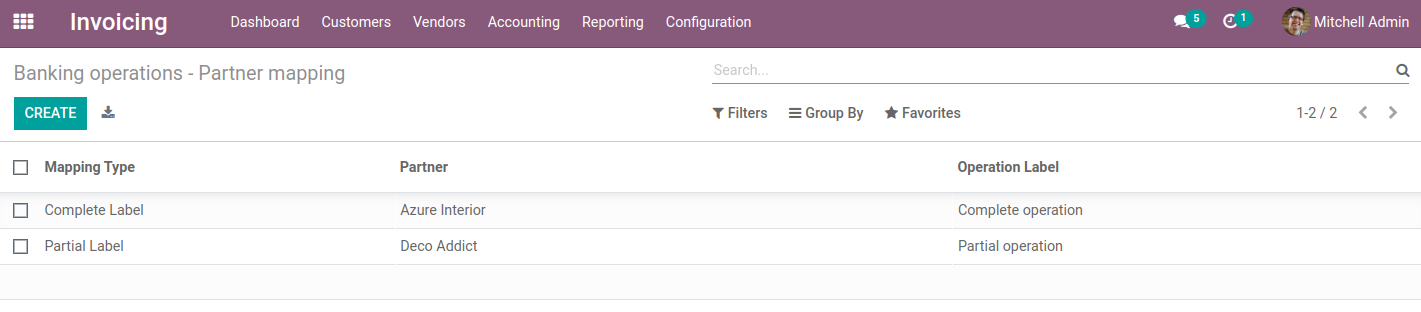 Invoicing Dashboard Customers Vendors Accounting Reporting Configuration 5 1 Mitchell Admin
Banking operations - Partner mapping Search...
CREATE Filters Group By Favorites 1-2 / 2
Mapping Type Partner Operation Label
Complete Label Azure Interior Complete operation
Partial Label Deco Addict Partial operation